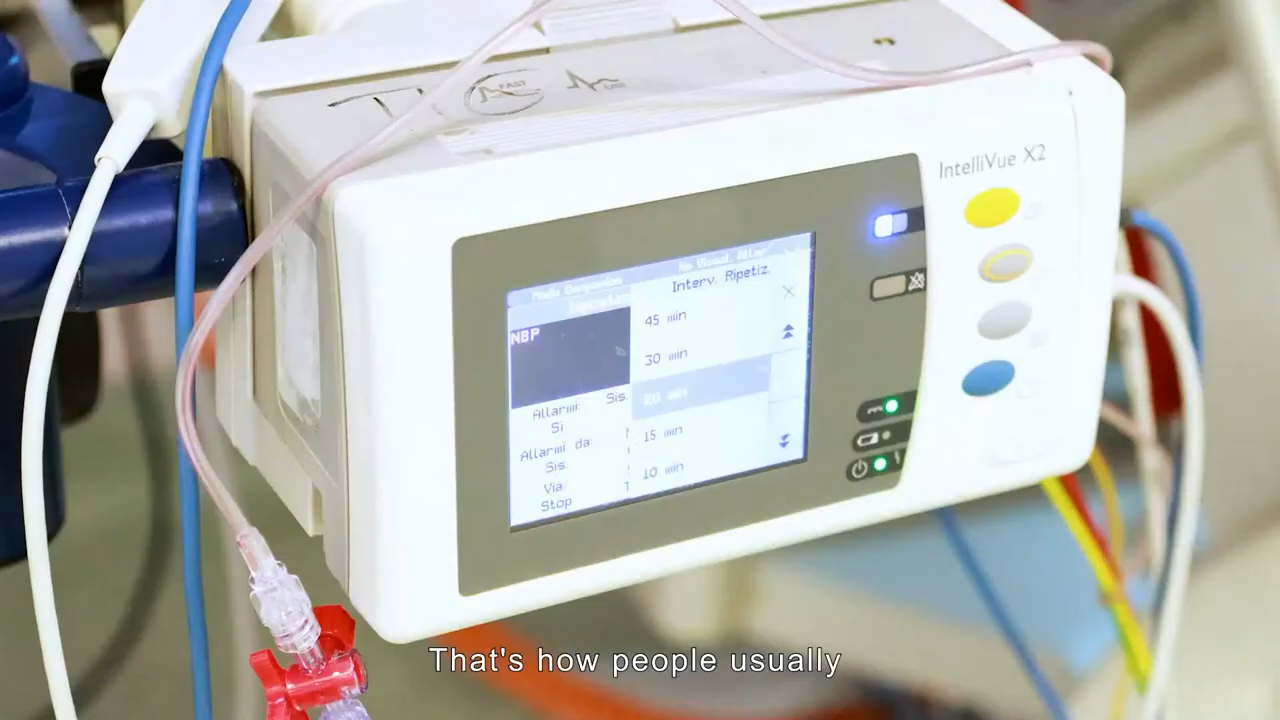 FAST
IntelliVue X2
Interv. Ripetiz.
NBP
45 min
30 min
20 min
15 min
10 min
Allarmi:
Sis.
Si
Allarmi da:
Sis.
Via:
Stop
That's how people usually